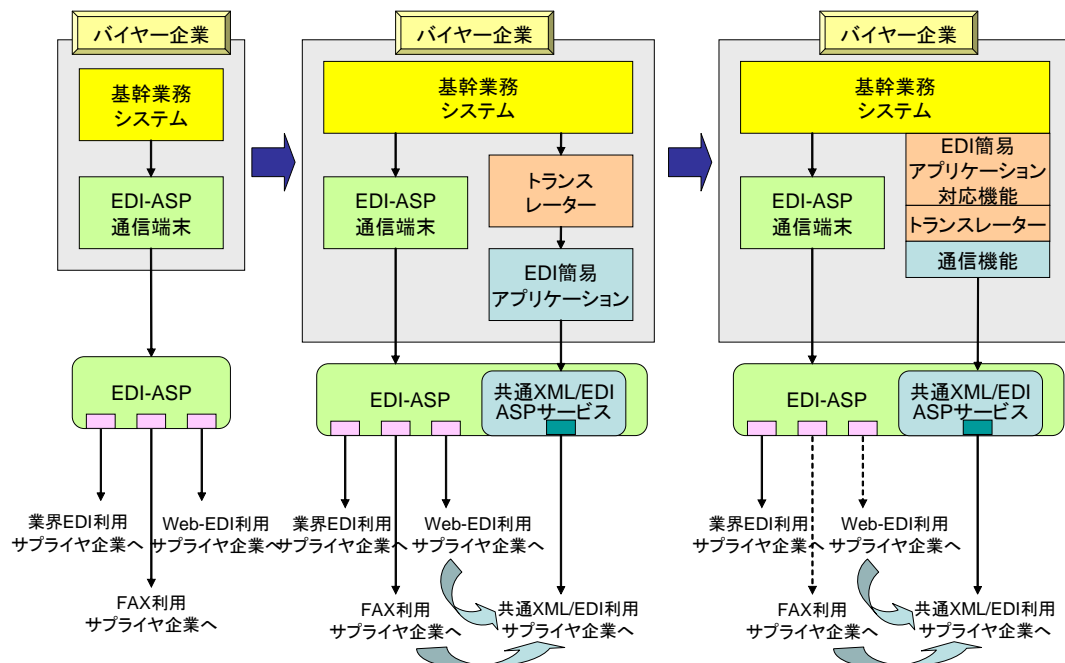 バイヤー企業
基幹業務
システム
EDI-ASP
通信端末
EDI-ASP
業界EDI利用
サプライヤ企業へ
Web-EDI利用
サプライヤ企業へ
FAX利用
サプライヤ企業へ
バイヤー企業
基幹業務
システム
EDI-ASP
通信端末
トランス
レーター
EDI簡易
アプリケーション
EDI-ASP
共通XML/EDI
ASPサービス
業界EDI利用
サプライヤ企業へ
Web-EDI利用
サプライヤ企業へ
FAX利用
サプライヤ企業へ
共通XML/EDI利用
サプライヤ企業へ
バイヤー企業
基幹業務
システム
EDI-ASP
通信端末
EDI簡易
アプリケーション
対応機能
トランスレーター
通信機能
EDI-ASP
共通XML/EDI
ASPサービス
業界EDI利用
サプライヤ企業へ
Web-EDI利用
サプライヤ企業へ
FAX利用
サプライヤ企業へ
共通XML/EDI利用
サプライヤ企業へ